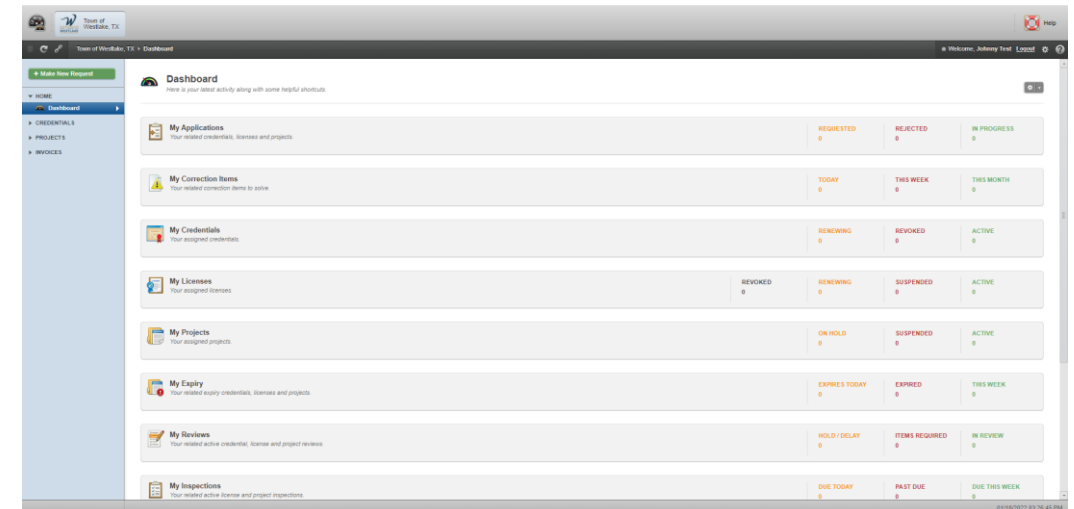 W
WESTLAKE
Town of
Westlake, TX
Help
Town of Westlake, TX > Dashboard
Welcome, Johnny Test Logout
+ Make New Request
HOME
Dashboard
CREDENTIALS
PROJECTS
INVOICES
Dashboard
Here is your latest activity along with some helpful shortcuts.
My Applications
Your related credentials, licenses and projects.
REQUESTED REJECTED IN PROGRESS
0 0 0
My Correction Items
Your related correction items to solve.
TODAY THIS WEEK THIS MONTH
0 0 0
My Credentials
Your assigned credentials.
RENEWING REVOKED ACTIVE
0 0 0
My Licenses
Your assigned licenses.
REVOKED RENEWING SUSPENDED ACTIVE
0 0 0 0
My Projects
Your assigned projects.
ON HOLD SUSPENDED ACTIVE
0 0 0
My Expiry
Your related expiry credentials, licenses and projects.
EXPIRES TODAY EXPIRED THIS WEEK
0 0 0
My Reviews
Your related active credential, license and project reviews.
HOLD / DELAY ITEMS REQUIRED IN REVIEW
0 0 0
My Inspections
Your related active license and project inspections.
DUE TODAY PAST DUE DUE THIS WEEK
0 0 0